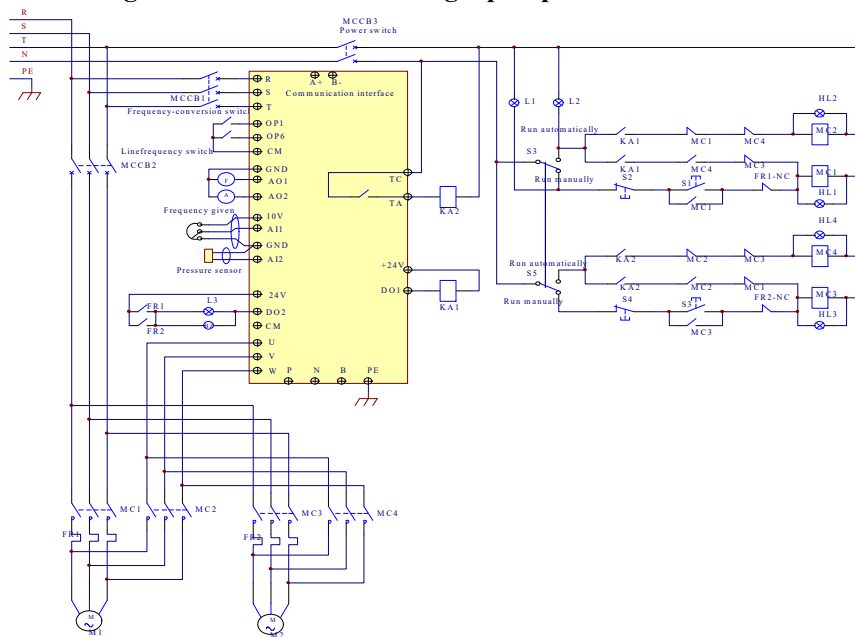 R
S
T
N
PE
MCCB3
Power switch
A+ B-
Communication interface
R
S
T
MCCB1
Frequency-conversion switch
OP1
OP6
CM
Linefrequency switch
MCCB2
GND
AO1
AO2
F
A
Frequency given
10V
AI1
GND
AI2
Pressure sensor
TC
TA
KA2
+24V
DO1
KA1
24V
DO2
CM
FR1
FR2
L3
U
V
W
P N B PE
L1
L2
Run automatically
S3
Run manually
KA1 MC1 MC4
HL2
MC2
KA1 MC4 MC3
MC1
S2 S1 FR1-NC
MC1
HL1
HL4
Run automatically
S5
Run manually
KA2 MC2 MC3
MC4
KA2 MC2 MC1
MC3
S4 S3 FR2-NC
MC3
HL3
MC1 MC2 MC3 MC4
FR1
FR2
M
M1
M
M2